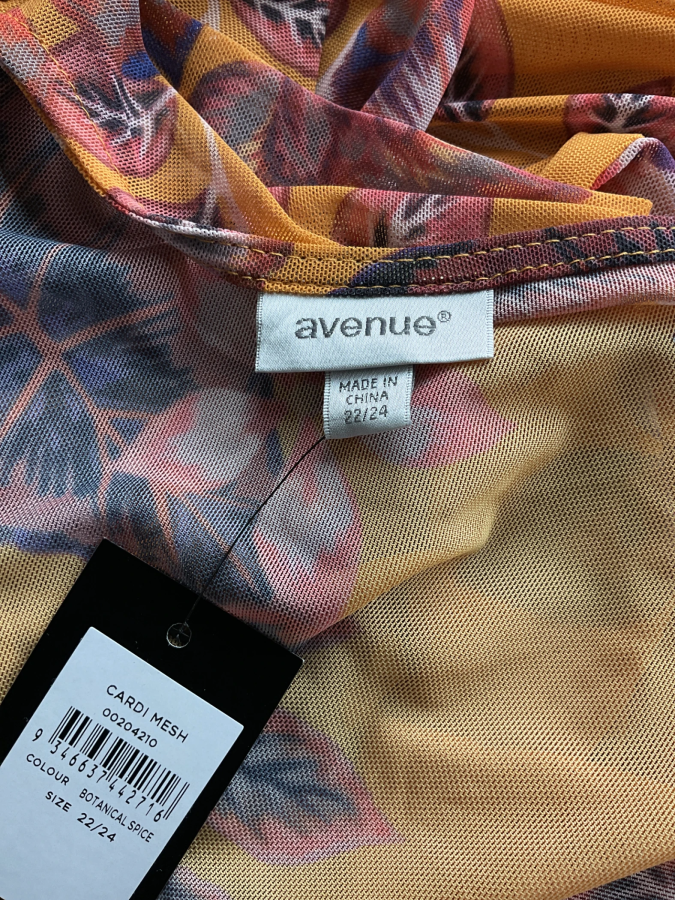 avenue®
MADE IN
CHINA
22/24
CARDI MESH
00204210
9 346637 442716
COLOUR BOTANICAL SPICE
SIZE 22/24